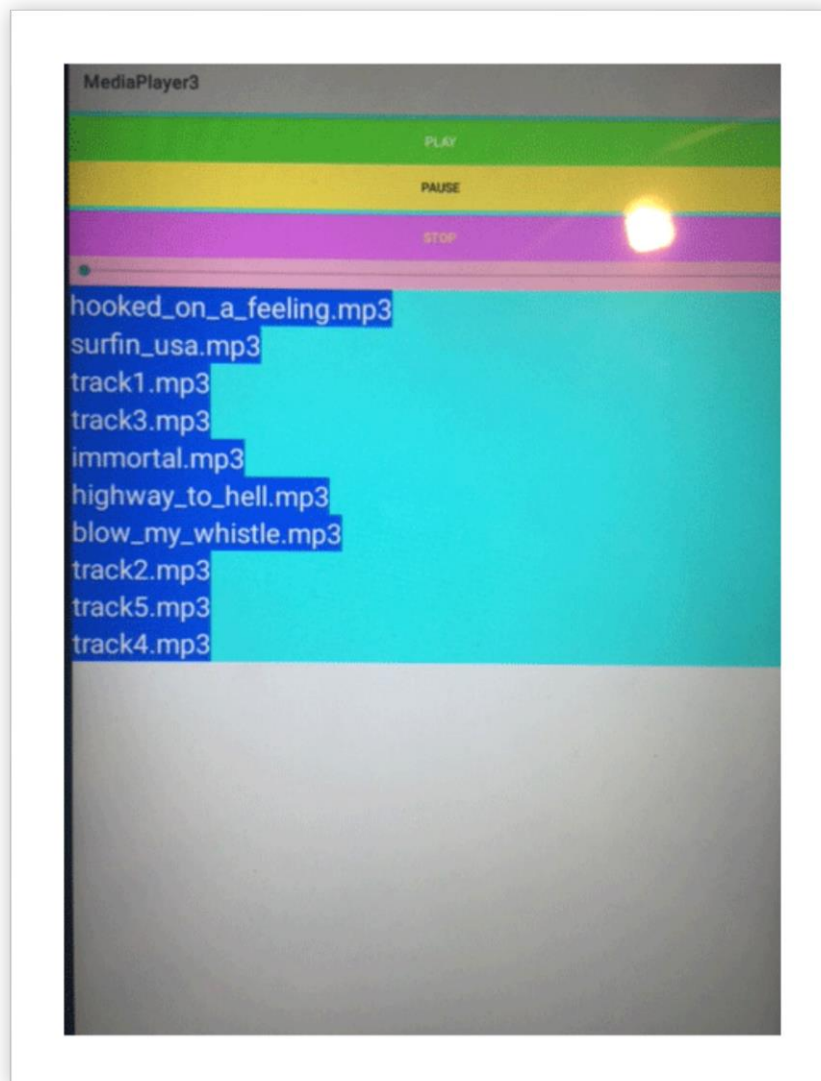 MediaPlayer3
PLAY
PAUSE
STOP
hooked_on_a_feeling.mp3
surfin_usa.mp3
track1.mp3
track3.mp3
immortal.mp3
highway_to_hell.mp3
blow_my_whistle.mp3
track2.mp3
track5.mp3
track4.mp3